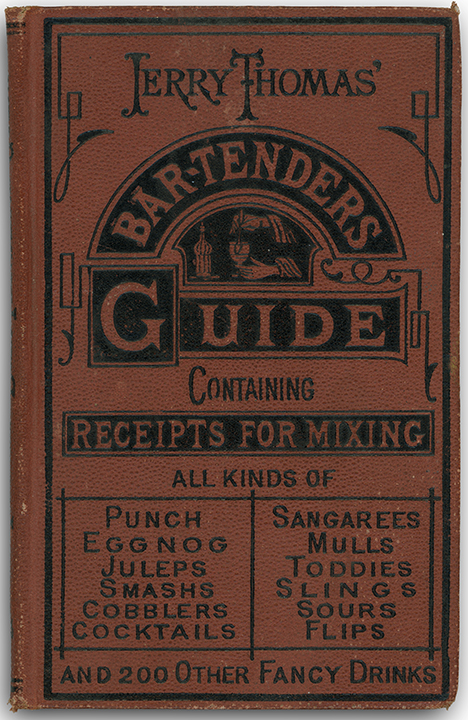 JERRY THOMAS'
BAR-TENDERS
GUIDE
CONTAINING
RECEIPTS FOR MIXING
ALL KINDS OF
PUNCH
EGGNOG
JULEPS
SMASHS
COBBLERS
COCKTAILS
SANGAREES
MULLS
TODDIES
SLINGS
SOURS
FLIPS
AND 200 OTHER FANCY DRINKS